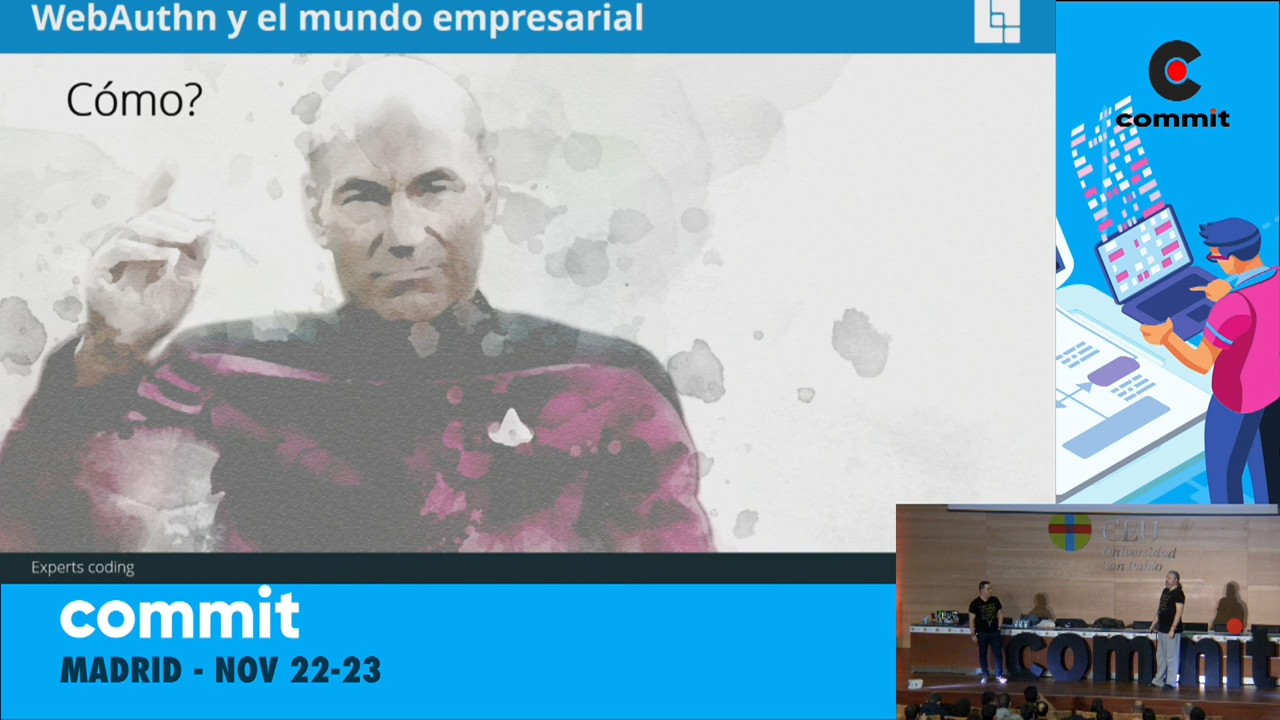 WebAuthn y el mundo empresarial
Cómo?
Experts coding
commit
MADRID - NOV 22-23
commit
CEU
Universidad
San Pablo
commit